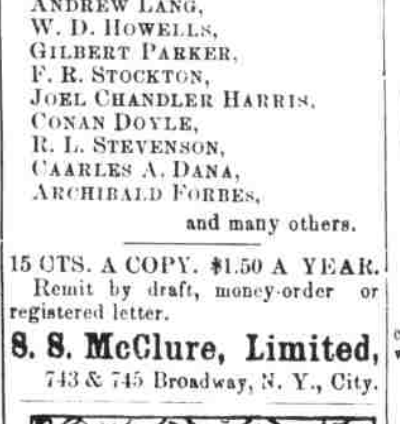 ANDREW LANG,
W. D. HOWELLS,
GILBERT PARKER,
F. R. STOCKTON,
JOEL CHANDLER HARRIS,
CONAN DOYLE,
R. L. STEVENSON,
CAARLES A. DANA,
ARCHIBALD FORBES,
and many others.
15 CTS. A COPY. $1.50 A YEAR.
Remit by draft, money-order or
registered letter.
S. S. McClure, Limited,
743 & 745 Broadway, N. Y., City.